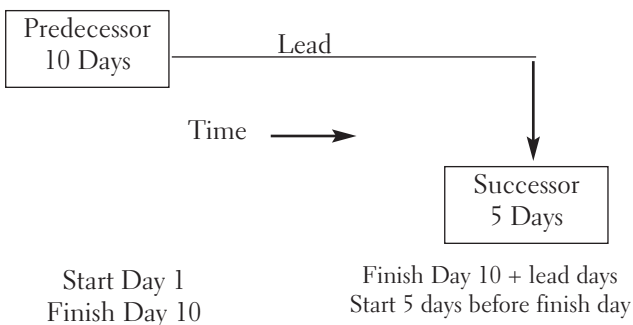 Predecessor
10 Days
Lead
Time
Successor
5 Days
Start Day 1
Finish Day 10
Finish Day 10 + lead days
Start 5 days before finish day